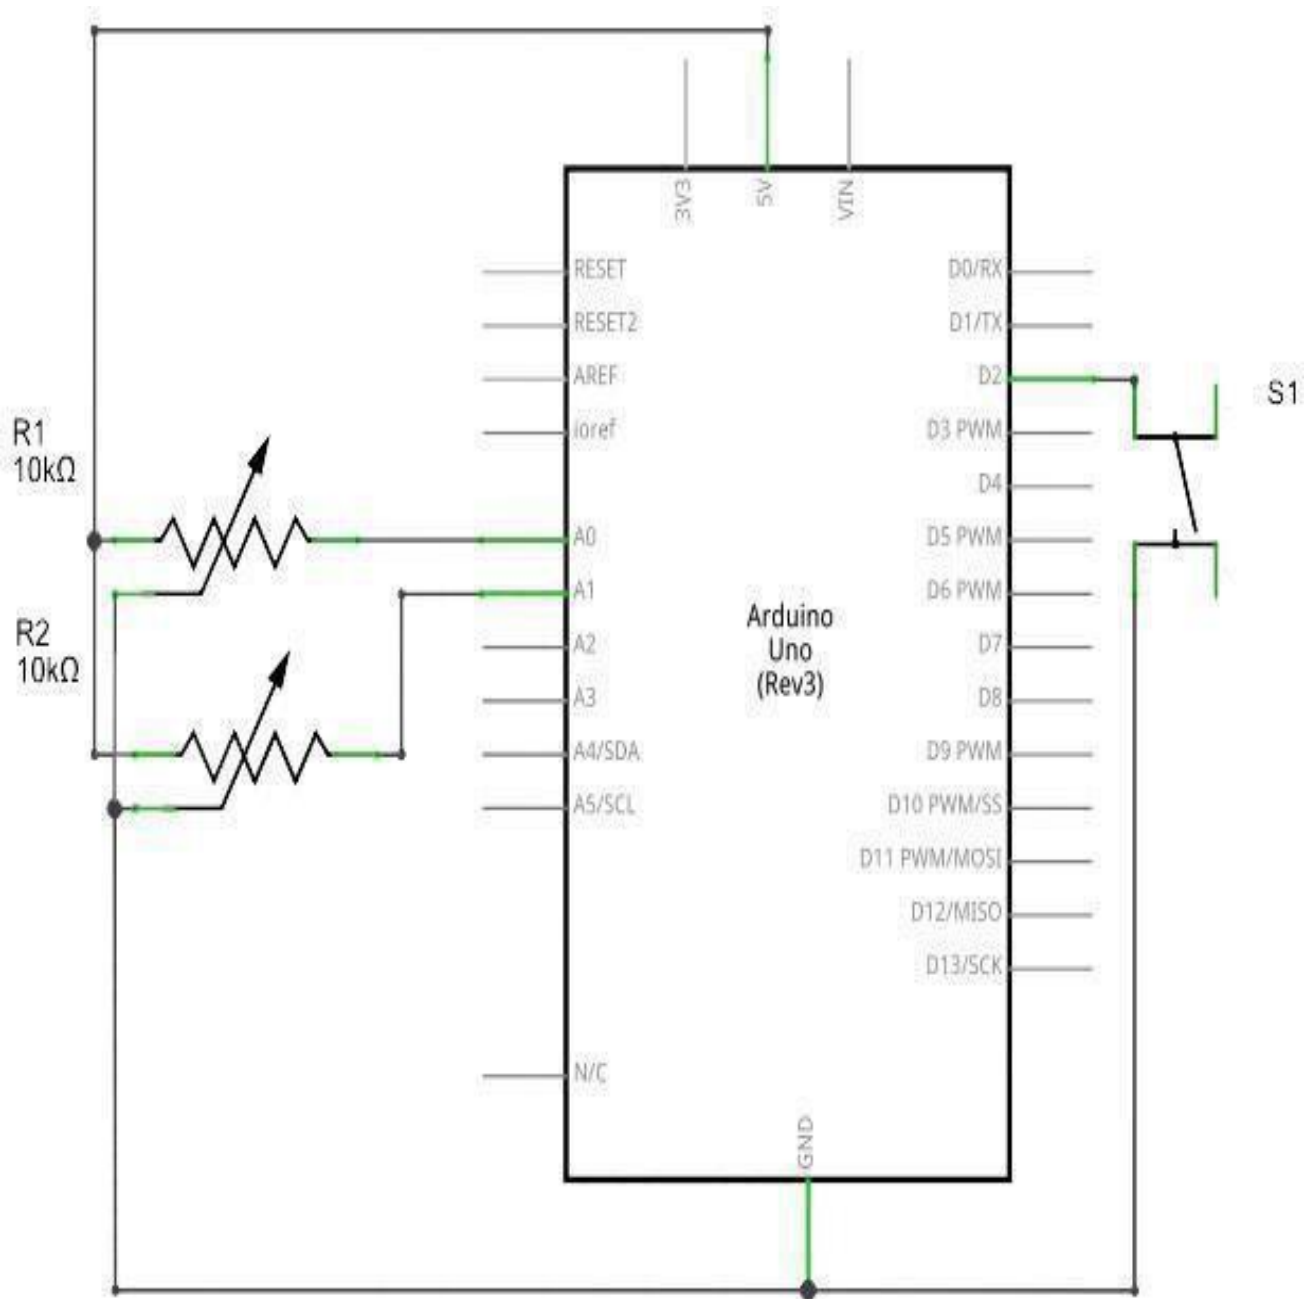 3V3
5V
VIN
RESET
D0/RX
RESET2
D1/TX
AREF
D2
S1
R1
10kΩ
ioref
D3 PWM
D4
A0
D5 PWM
A1
D6 PWM
R2
10kΩ
Arduino
Uno
(Rev3)
A2
D7
A3
D8
A4/SDA
D9 PWM
A5/SCL
D10 PWM/SS
D11 PWM/MOSI
D12/MISO
D13/SCK
N/C
GND